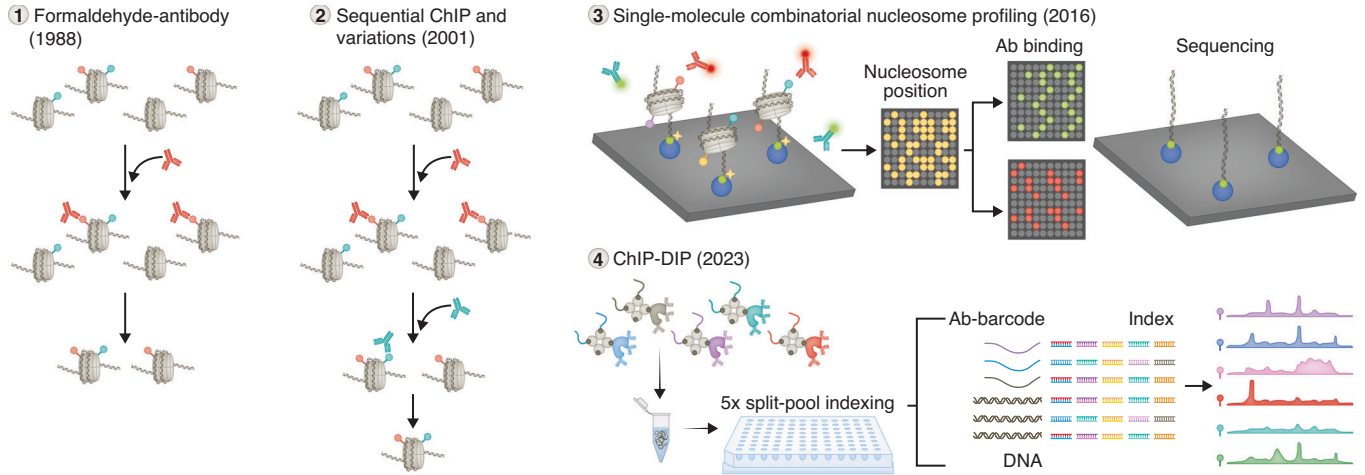 1 Formaldehyde-antibody
(1988)
2 Sequential ChIP and
variations (2001)
3 Single-molecule combinatorial nucleosome profiling (2016)
Nucleosome
position
Ab binding
Sequencing
4 ChIP-DIP (2023)
5x split-pool indexing
Ab-barcode
Index
DNA